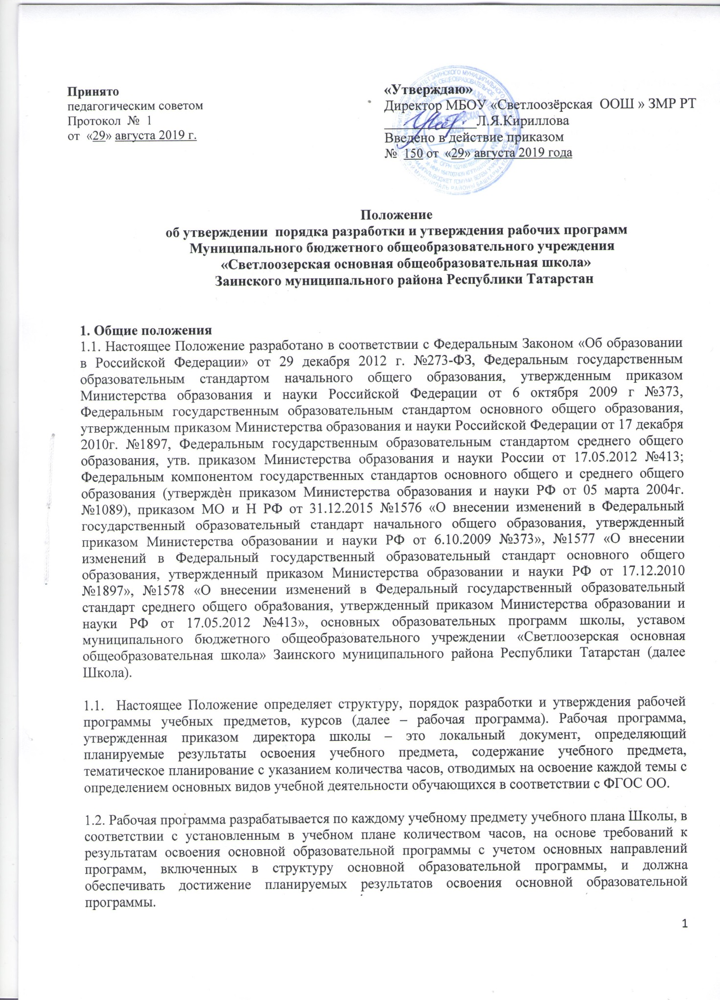 Принято
педагогическим советом
Протокол № 1
от «29» августа 2019 г.
«Утверждаю»
Директор МБОУ «Светлоозёрская ООШ » ЗМР РТ
Л.Я.Кириллова
Введено в действие приказом
№ 150 от «29» августа 2019 года
Положение
об утверждении порядка разработки и утверждения рабочих программ
Муниципального бюджетного общеобразовательного учреждения
«Светлоозерская основная общеобразовательная школа»
Заинского муниципального района Республики Татарстан
1. Общие положения
1.1. Настоящее Положение разработано в соответствии с Федеральным Законом «Об образовании
в Российской Федерации» от 29 декабря 2012 г. №273-ФЗ, Федеральным государственным
образовательным стандартом начального общего образования, утвержденным приказом
Министерства образования и науки Российской Федерации от 6 октября 2009 г №373,
Федеральным государственным образовательным стандартом основного общего образования,
утвержденным приказом Министерства образования и науки Российской Федерации от 17 декабря
2010г. №1897, Федеральным государственным образовательным стандартом среднего общего
образования, утв. приказом Министерства образования и науки России от 17.05.2012 №413;
Федеральным компонентом государственных стандартов основного общего и среднего общего
образования (утверждѐн приказом Министерства образования и науки РФ от 05 марта 2004г.
№1089), приказом МО и Н РФ от 31.12.2015 №1576 «О внесении изменений в Федеральный
государственный образовательный стандарт начального общего образования, утвержденный
приказом Министерства образовании и науки РФ от 6.10.2009 №373», №1577 «О внесении
изменений в Федеральный государственный образовательный стандарт основного общего
образования, утвержденный приказом Министерства образовании и науки РФ от 17.12.2010
№1897», №1578 «О внесении изменений в Федеральный государственный образовательный
стандарт среднего общего образования, утвержденный приказом Министерства образовании и
науки РФ от 17.05.2012 №413», основных образовательных программ школы, уставом
муниципального бюджетного общеобразовательного учреждении «Светлоозерская основная
общеобразовательная школа» Заинского муниципального района Республики Татарстан (далее
Школа).
1.1. Настоящее Положение определяет структуру, порядок разработки и утверждения рабочей
программы учебных предметов, курсов (далее – рабочая программа). Рабочая программа,
утвержденная приказом директора школы – это локальный документ, определяющий
планируемые результаты освоения учебного предмета, содержание учебного предмета,
тематическое планирование с указанием количества часов, отводимых на освоение каждой темы с
определением основных видов учебной деятельности обучающихся в соответствии с ФГОС ОО.
1.2. Рабочая программа разрабатывается по каждому учебному предмету учебного плана Школы, в
соответствии с установленным в учебном плане количеством часов, на основе требований к
результатам освоения основной образовательной программы с учетом основных направлений
программ, включенных в структуру основной образовательной программы, и должна
обеспечивать достижение планируемых результатов освоения основной образовательной
программы.
1